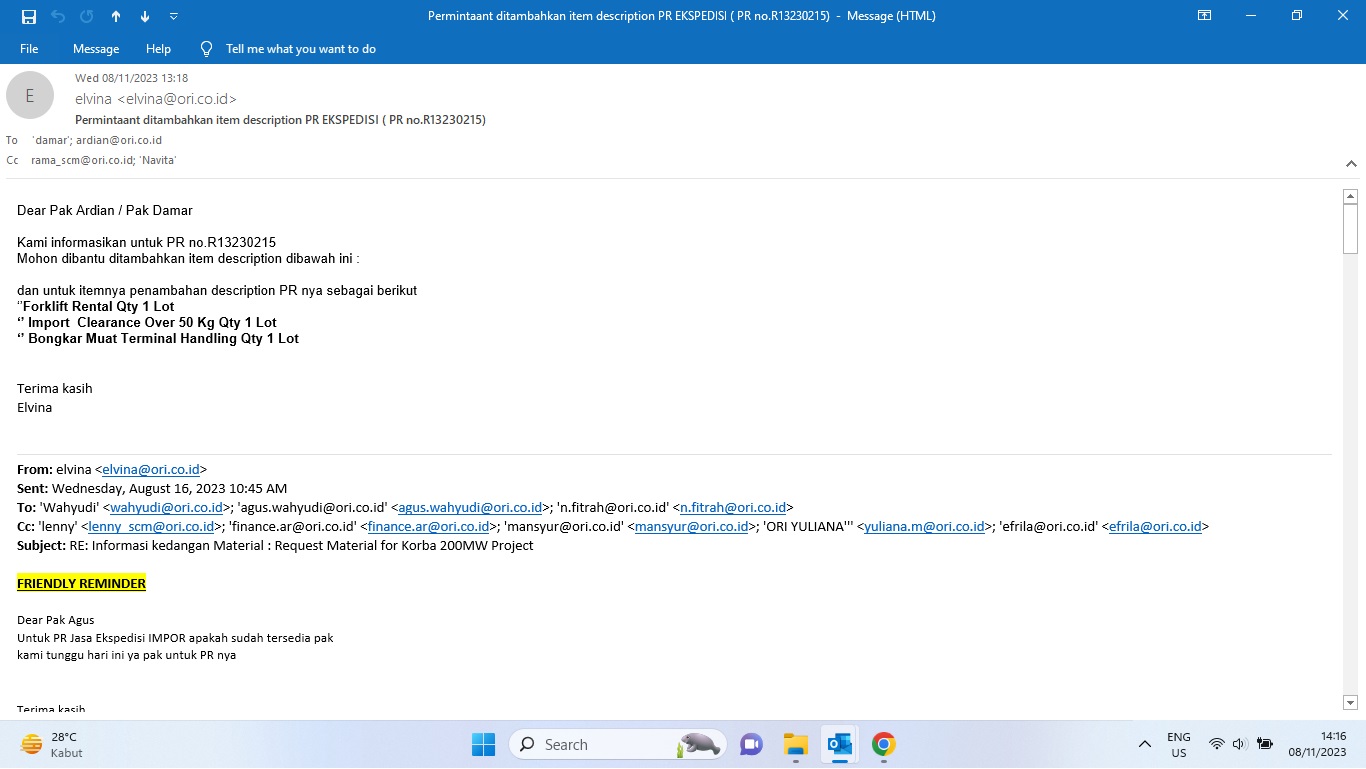 Permintaant ditambahkan item description PR EKSPEDISI ( PR no.R13230215)  -  Message (HTML)
File Message Help Tell me what you want to do
Wed 08/11/2023 13:18
E
elvina <elvina@ori.co.id>
Permintaant ditambahkan item description PR EKSPEDISI ( PR no.R13230215)
To 'damar'; ardian@ori.co.id
Cc rama_scm@ori.co.id; 'Navita'
Dear Pak Ardian / Pak Damar
Kami informasikan untuk PR no.R13230215
Mohon dibantu ditambahkan item description dibawah ini :
dan untuk itemnya penambahan description PR nya sebagai berikut
‘’Forklift Rental Qty 1 Lot
‘’ Import  Clearance Over 50 Kg Qty 1 Lot
‘’ Bongkar Muat Terminal Handling Qty 1 Lot
Terima kasih
Elvina
From: elvina <elvina@ori.co.id>
Sent: Wednesday, August 16, 2023 10:45 AM
To: 'Wahyudi' <wahyudi@ori.co.id>; 'agus.wahyudi@ori.co.id' <agus.wahyudi@ori.co.id>; 'n.fitrah@ori.co.id' <n.fitrah@ori.co.id>
Cc: 'lenny' <lenny_scm@ori.co.id>; 'finance.ar@ori.co.id' <finance.ar@ori.co.id>; 'mansyur@ori.co.id' <mansyur@ori.co.id>; 'ORI YULIANA''' <yuliana.m@ori.co.id>; 'efrila@ori.co.id' <efrila@ori.co.id>
Subject: RE: Informasi kedangan Material : Request Material for Korba 200MW Project
FRIENDLY REMINDER
Dear Pak Agus
Untuk PR Jasa Ekspedisi IMPOR apakah sudah tersedia pak
kami tunggu hari ini ya pak untuk PR nya
Terima kasih
28°C
Kabut
Search
ENG
US
14:16
08/11/2023